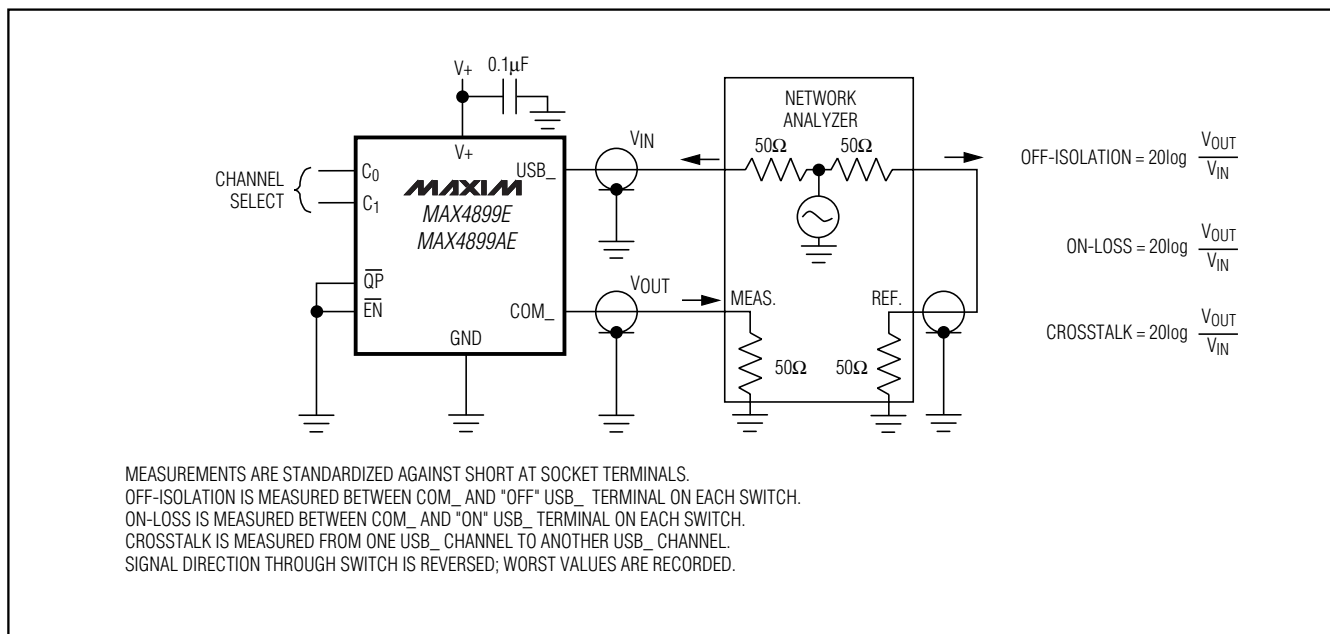 V+ 0.1µF
NETWORK
ANALYZER
50Ω 50Ω
VIN
V+
USB_
CHANNEL
SELECT
C0
C1
MAXIM
MAX4899E
MAX4899AE
QP
EN
GND
COM_
VOUT
MEAS.
REF.
50Ω 50Ω
OFF-ISOLATION = 20log VOUT
VIN
ON-LOSS = 20log VOUT
VIN
CROSSTALK = 20log VOUT
VIN
MEASUREMENTS ARE STANDARDIZED AGAINST SHORT AT SOCKET TERMINALS.
OFF-ISOLATION IS MEASURED BETWEEN COM_ AND "OFF" USB_ TERMINAL ON EACH SWITCH.
ON-LOSS IS MEASURED BETWEEN COM_ AND "ON" USB_ TERMINAL ON EACH SWITCH.
CROSSTALK IS MEASURED FROM ONE USB_ CHANNEL TO ANOTHER USB_ CHANNEL.
SIGNAL DIRECTION THROUGH SWITCH IS REVERSED; WORST VALUES ARE RECORDED.